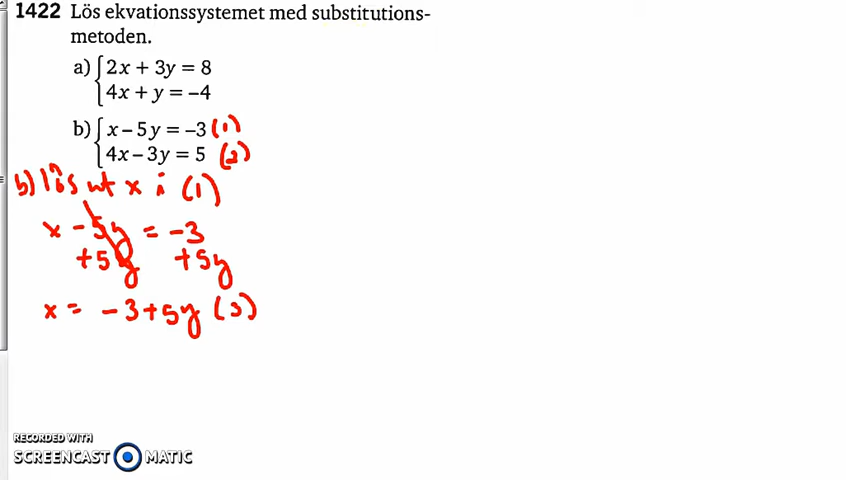 1422 Lös ekvationssystemet med substitutions-
metoden.
a) 2x + 3y = 8
4x + y = –4
b) x – 5y = –3 (1)
4x – 3y = 5 (2)
b) lös ut x i (1)
x - 5y = -3
+5y +5y
x = -3+5y (3)
RECORDED WITH
SCREENCAST MATIC